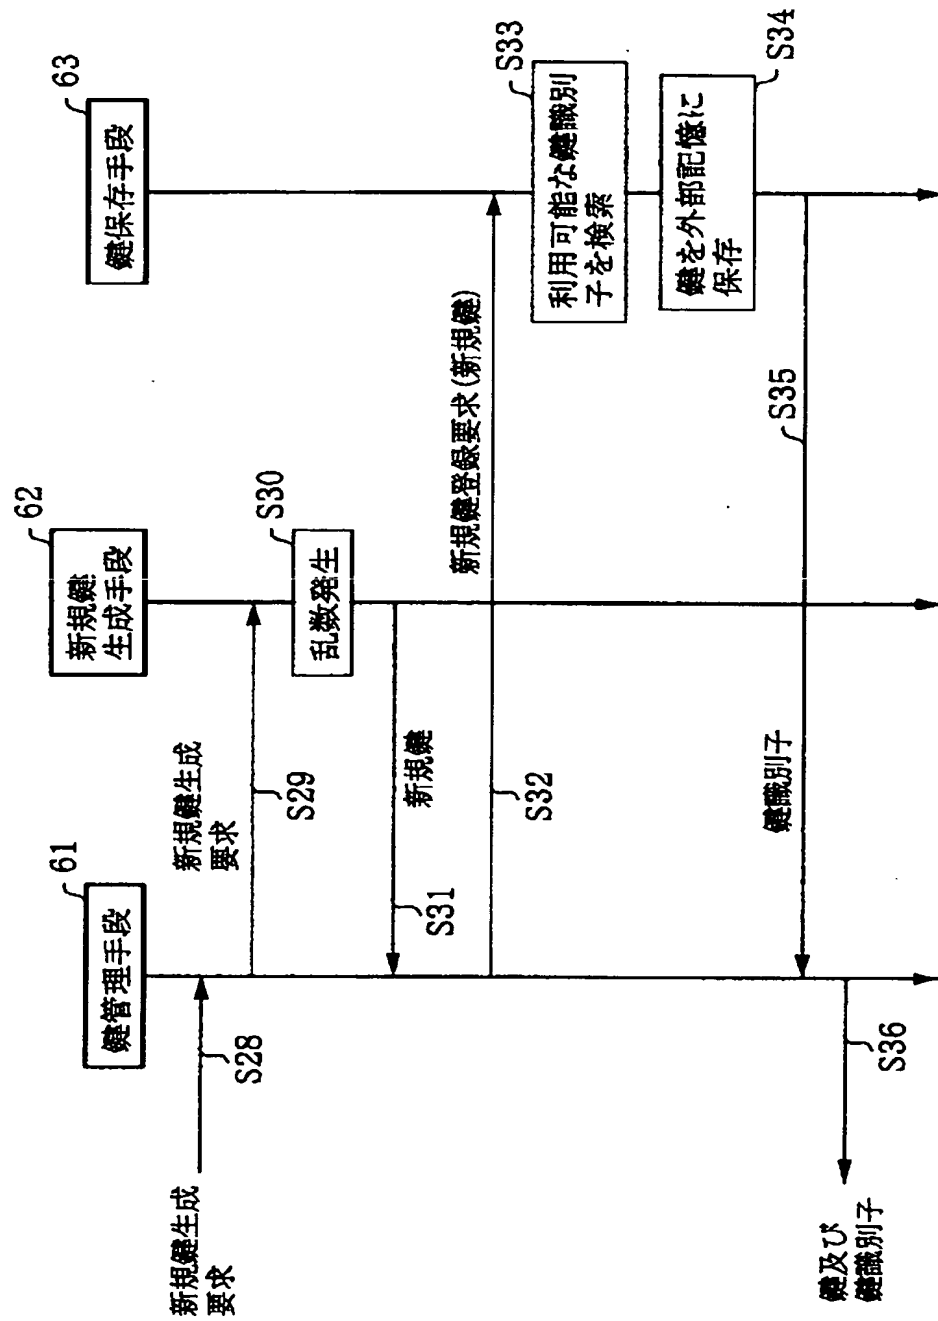 61
鍵管理手段
62
新規鍵
生成手段
63
鍵保存手段
新規鍵生成
要求
S28
新規鍵生成
要求
S29
S30
乱数発生
新規鍵
S31
新規鍵登録要求(新規鍵)
S32
S33
利用可能な鍵識別
子を検索
S34
鍵を外部記憶に
保存
S35
鍵識別子
S36
鍵及び
鍵識別子